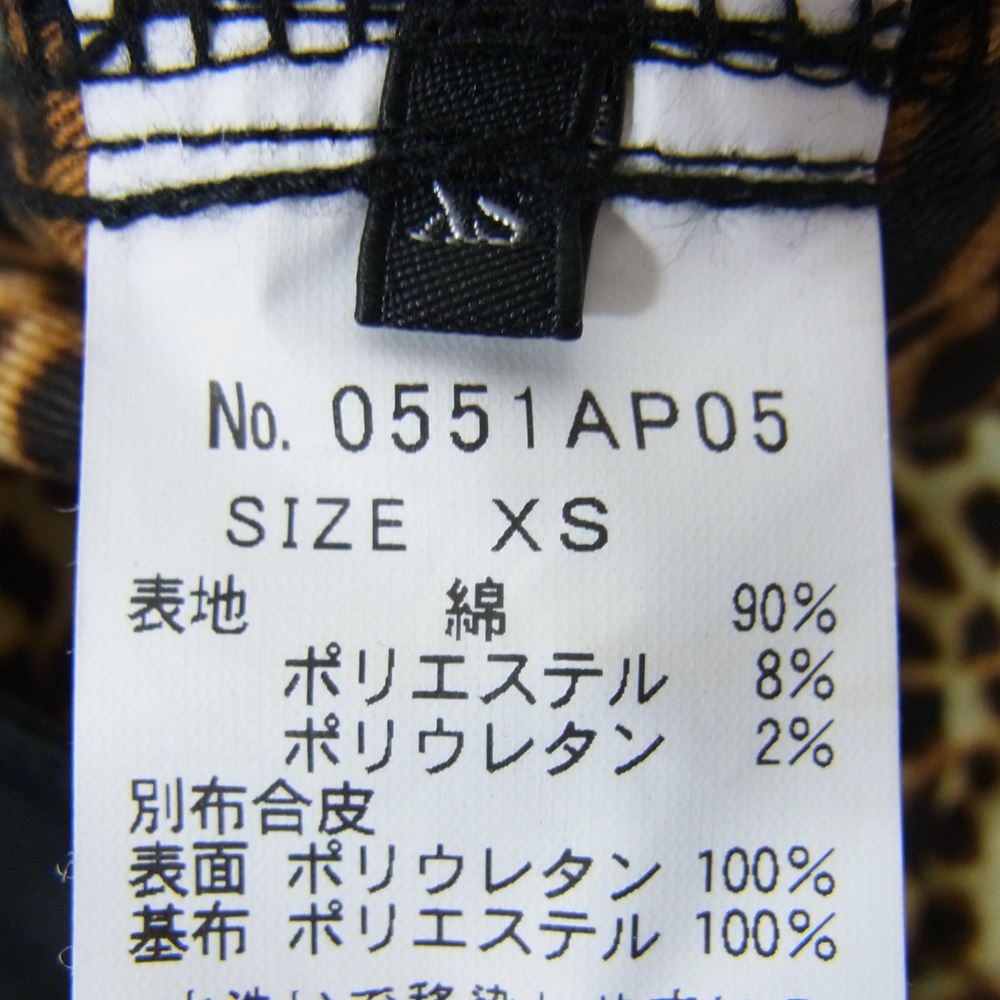 XS
No. 0551AP05
SIZE XS
表地 綿 90%
ポリエステル 8%
ポリウレタン 2%
別布合皮
表面 ポリウレタン 100%
基布 ポリエステル 100%